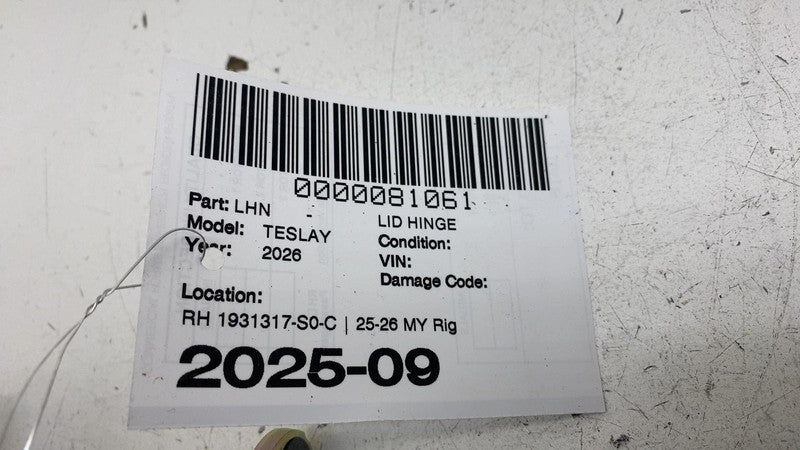 0000081061
Part: LHN - LID HINGE
Model: TESLAY Condition:
Year: 2026 VIN:
Damage Code:
Location:
RH 1931317-S0-C | 25-26 MY Rig
2025-09